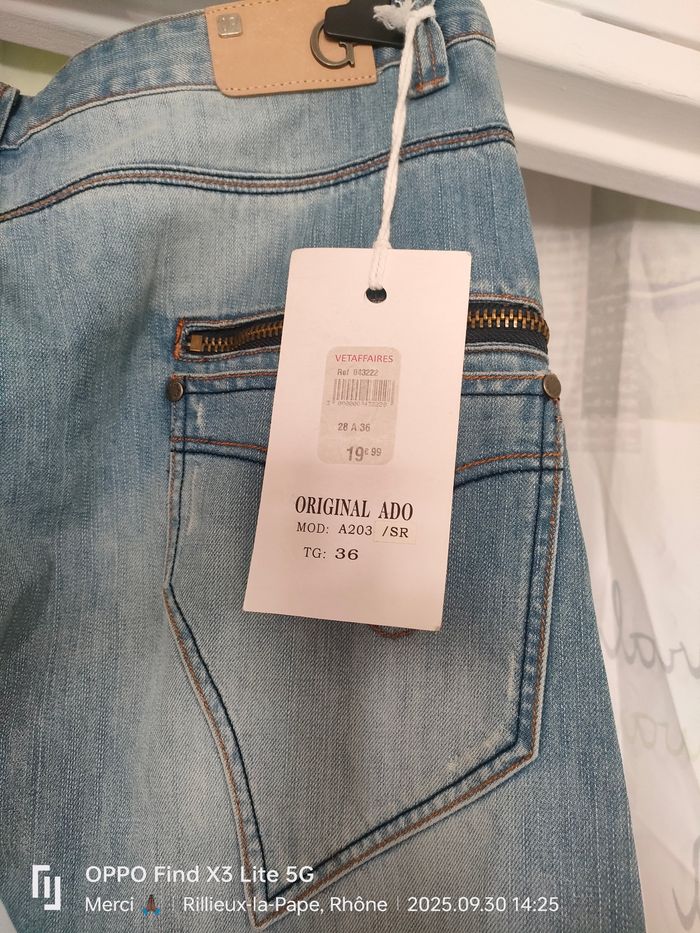 G
VETAFFAIRES
Ref 043222
28 A 36
19€99
ORIGINAL ADO
MOD: A203 /SR
TG: 36
OPPO Find X3 Lite 5G
Merci 🙏🏿 | Rillieux-la-Pape, Rhône | 2025.09.30 14:25